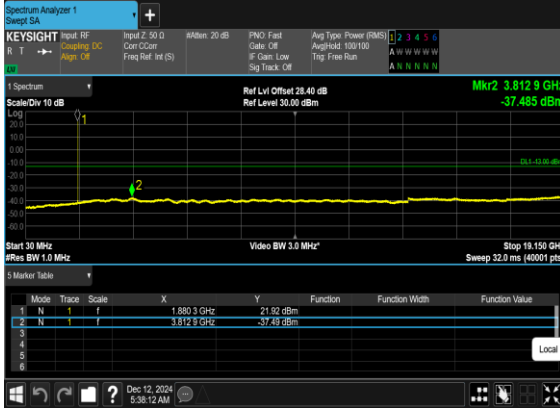 Spectrum Analyzer 1
Swept SA
+
KEYSIGHT
R T
Input: RF
Coupling: DC
Align: Off
Input Z: 50 Ω
Corr CCorr
Freq Ref: Int (S)
#Atten: 20 dB
PNO: Fast
Gate: Off
IF Gain: Low
Sig Track: Off
Avg Type: Power (RMS)
Avg|Hold: 100/100
Trig: Free Run
1 2 3 4 5 6
A W W W W W
A N N N N N
1 Spectrum
Scale/Div 10 dB
Ref Lvl Offset 28.40 dB
Ref Level 30.00 dBm
Mkr2 3.812 9 GHz
-37.485 dBm
Log
20.0
10.0
0.00
-10.0
-20.0
-30.0
-40.0
-50.0
-60.0
1
2
DL1 -13.00 dBm
Start 30 MHz
#Res BW 1.0 MHz
Video BW 3.0 MHz*
Stop 19.150 GH
Sweep 32.0 ms (40001 pts
5 Marker Table
Mode Trace Scale X Y Function Function Width Function Value
1 N 1 f 1.880 3 GHz 21.92 dBm
2 N 1 f 3.812 9 GHz -37.49 dBm
3
4
5
6
Local
?
Dec 12, 2024
5:38:12 AM